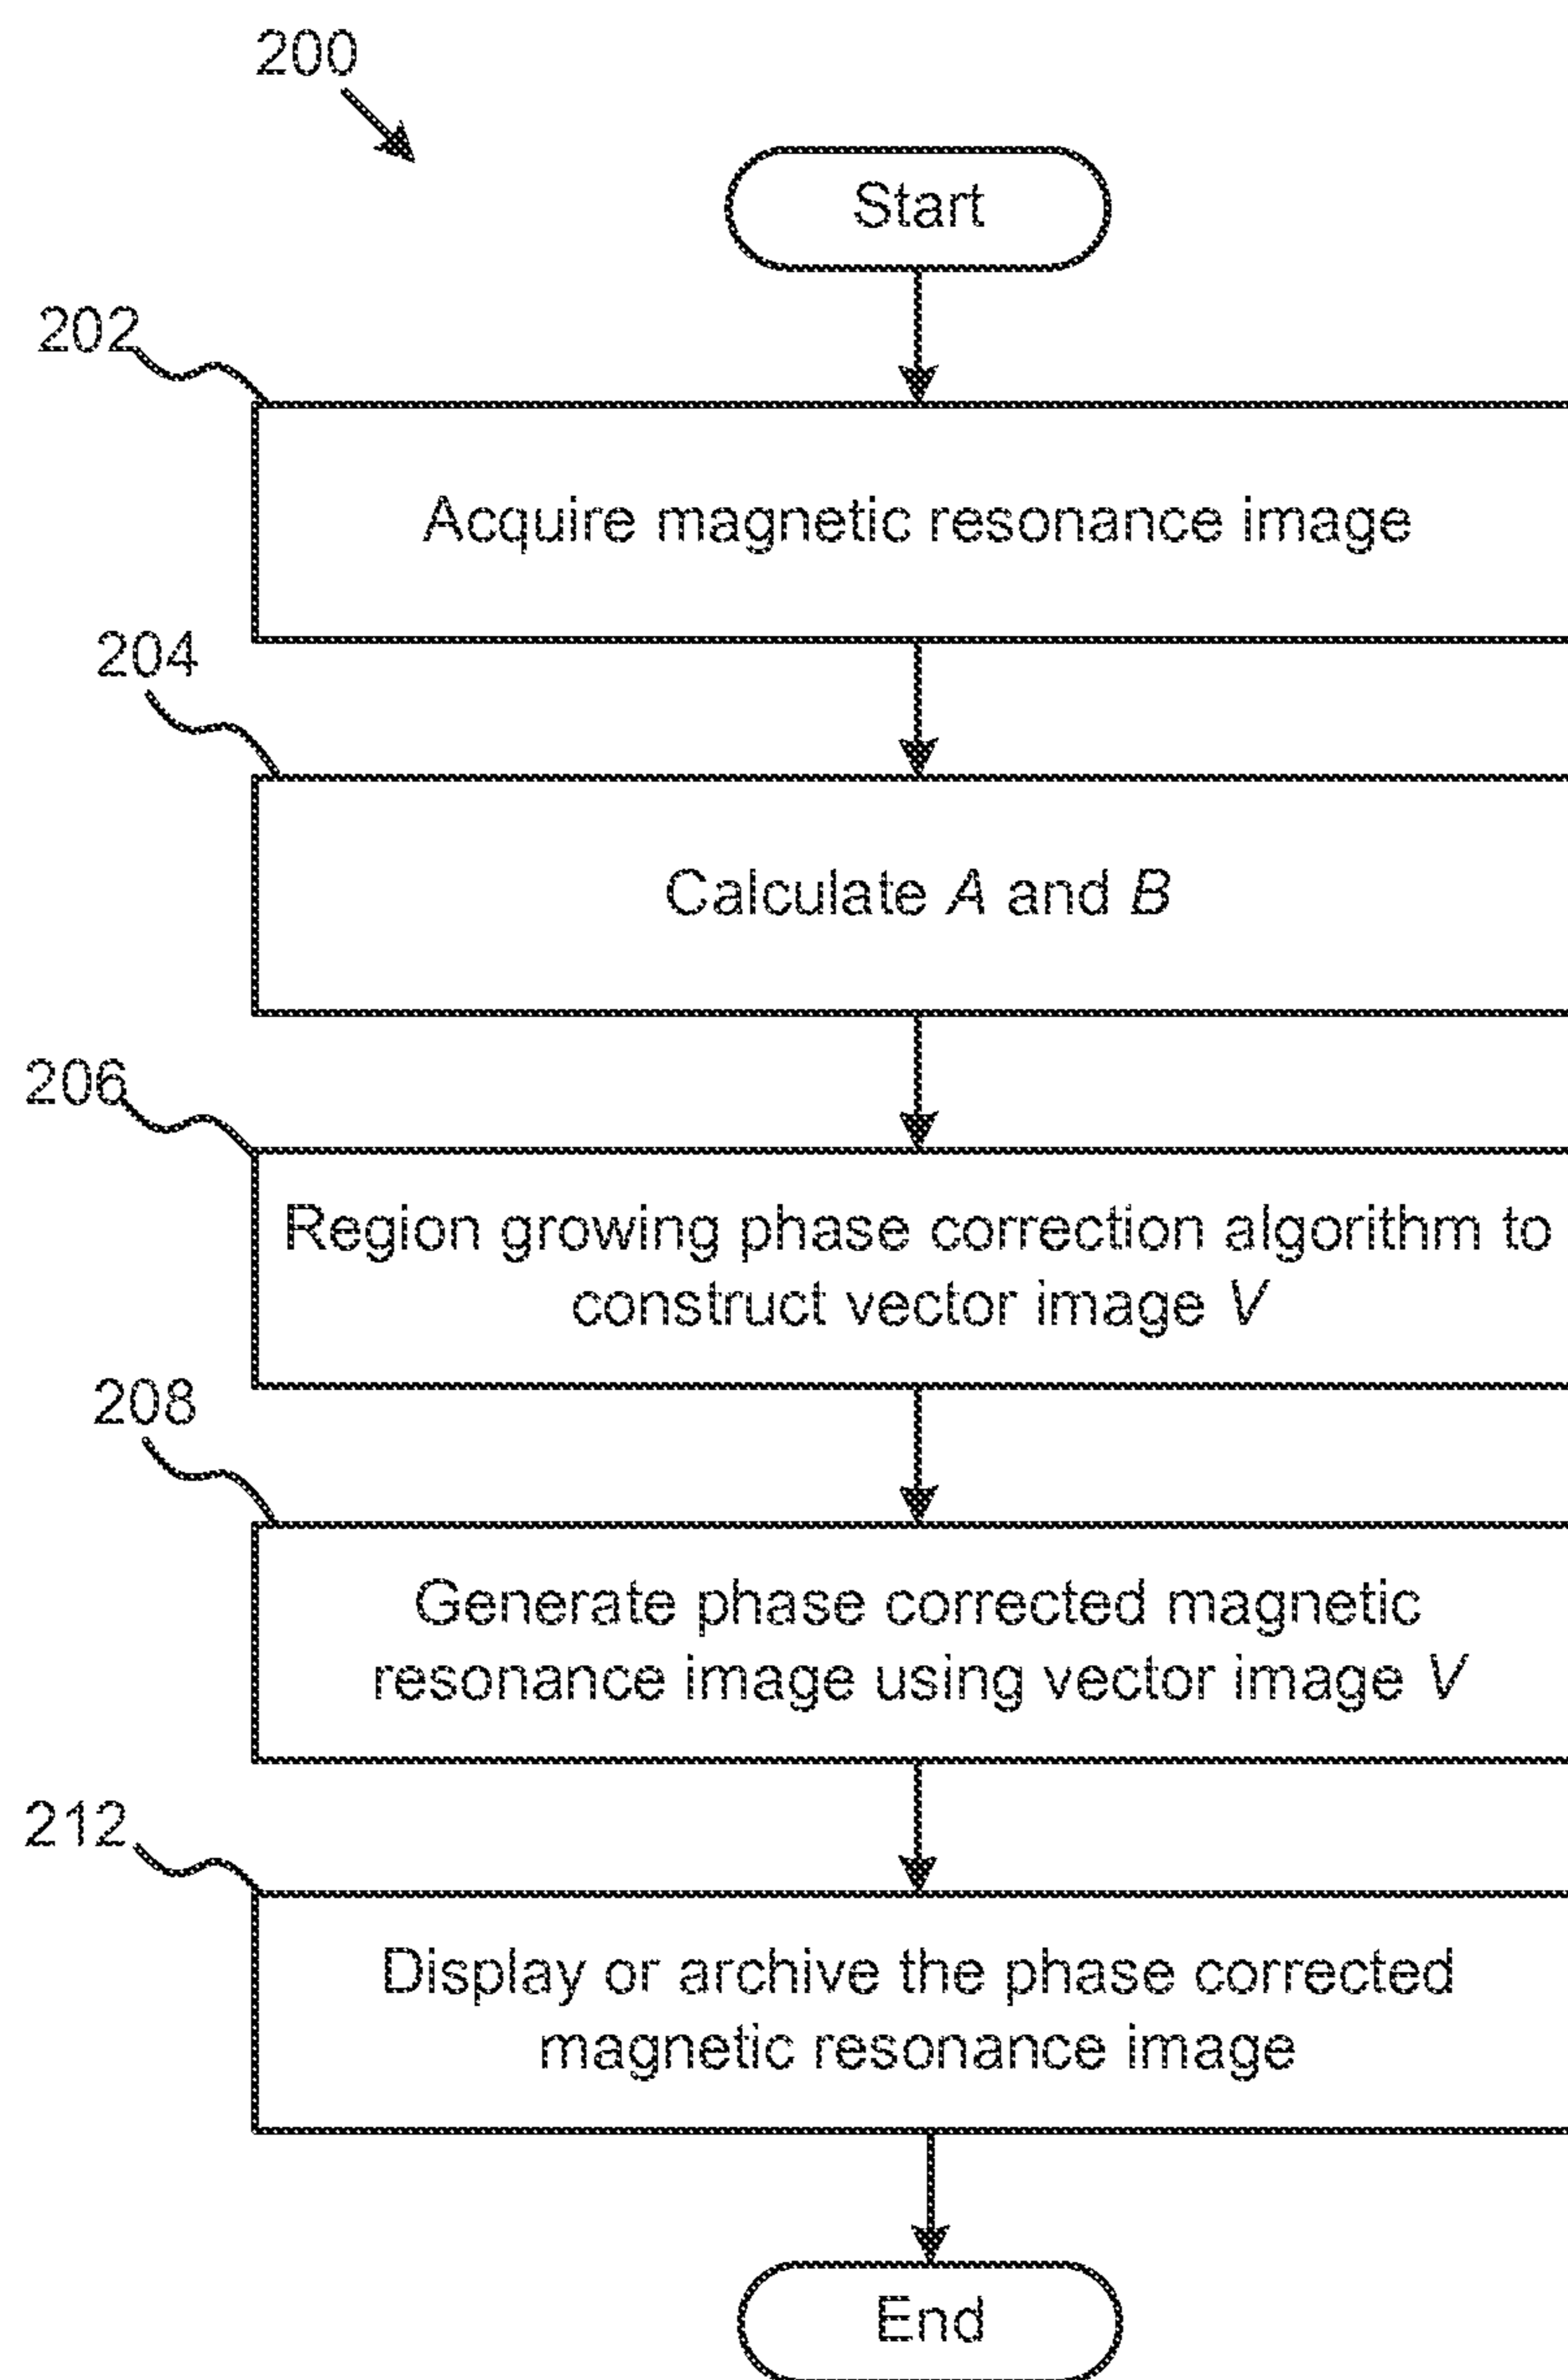 200
Start
202
Acquire magnetic resonance image
204
Calculate A and B
206
Region growing phase correction algorithm to
construct vector image V
208
Generate phase corrected magnetic
resonance image using vector image V
212
Display or archive the phase corrected
magnetic resonance image
End